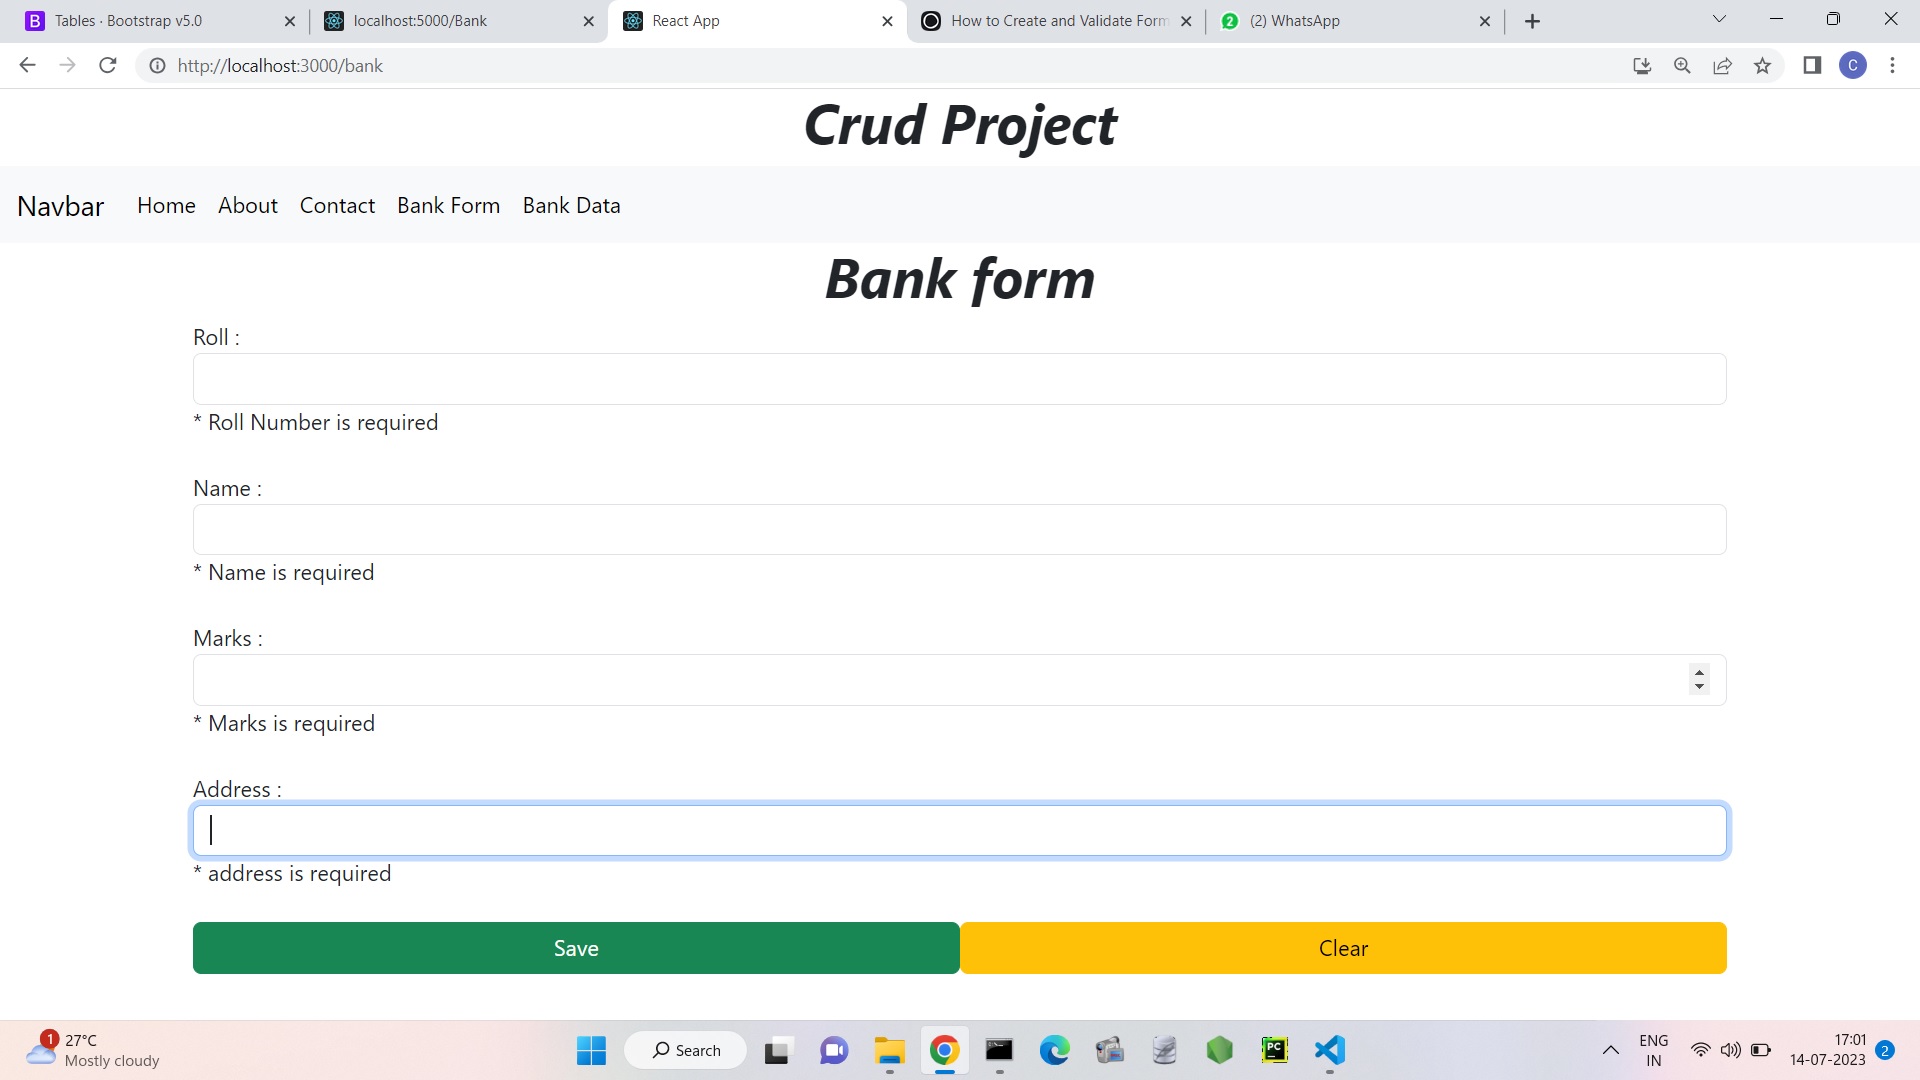 Tables · Bootstrap v5.0
localhost:5000/Bank
React App
How to Create and Validate Form
(2) WhatsApp
http://localhost:3000/bank
C
Crud Project
Navbar Home About Contact Bank Form Bank Data
Bank form
Roll :
* Roll Number is required
Name :
* Name is required
Marks :
* Marks is required
Address :
* address is required
Save Clear
1
27°C
Mostly cloudy
Search
PC
ENG
IN
17:01
14-07-2023
2